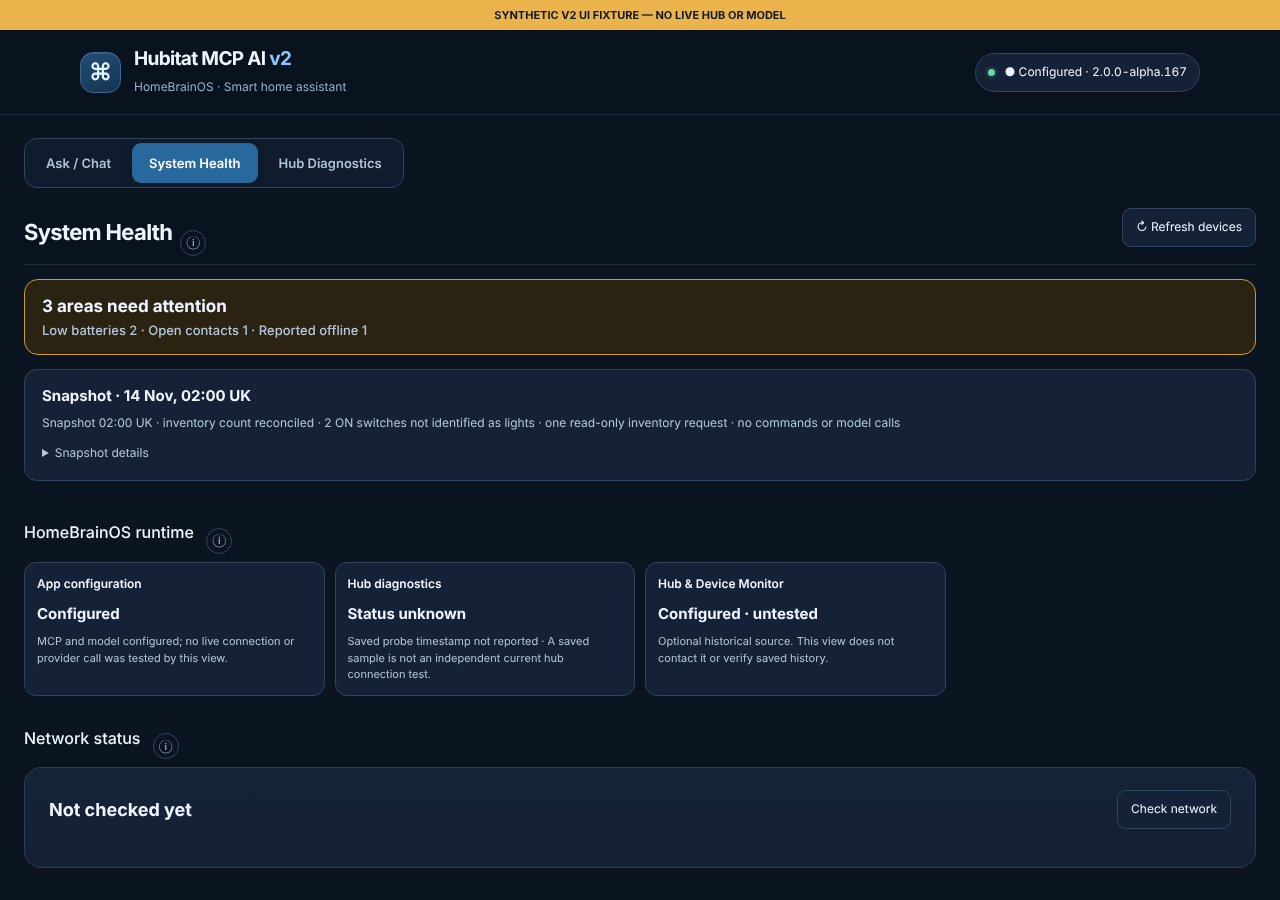 SYNTHETIC V2 UI FIXTURE — NO LIVE HUB OR MODEL
⌘
Hubitat MCP AI v2
HomeBrainOS · Smart home assistant
Configured · 2.0.0-alpha.167
Ask / Chat
System Health
Hub Diagnostics
System Health ⓘ
↻ Refresh devices
3 areas need attention
Low batteries 2 · Open contacts 1 · Reported offline 1
Snapshot · 14 Nov, 02:00 UK
Snapshot 02:00 UK · inventory count reconciled · 2 ON switches not identified as lights · one read-only inventory request · no commands or model calls
▶ Snapshot details
HomeBrainOS runtime ⓘ
App configuration
Configured
MCP and model configured; no live connection or
provider call was tested by this view.
Hub diagnostics
Status unknown
Saved probe timestamp not reported · A saved
sample is not an independent current hub
connection test.
Hub & Device Monitor
Configured · untested
Optional historical source. This view does not
contact it or verify saved history.
Network status ⓘ
Not checked yet
Check network